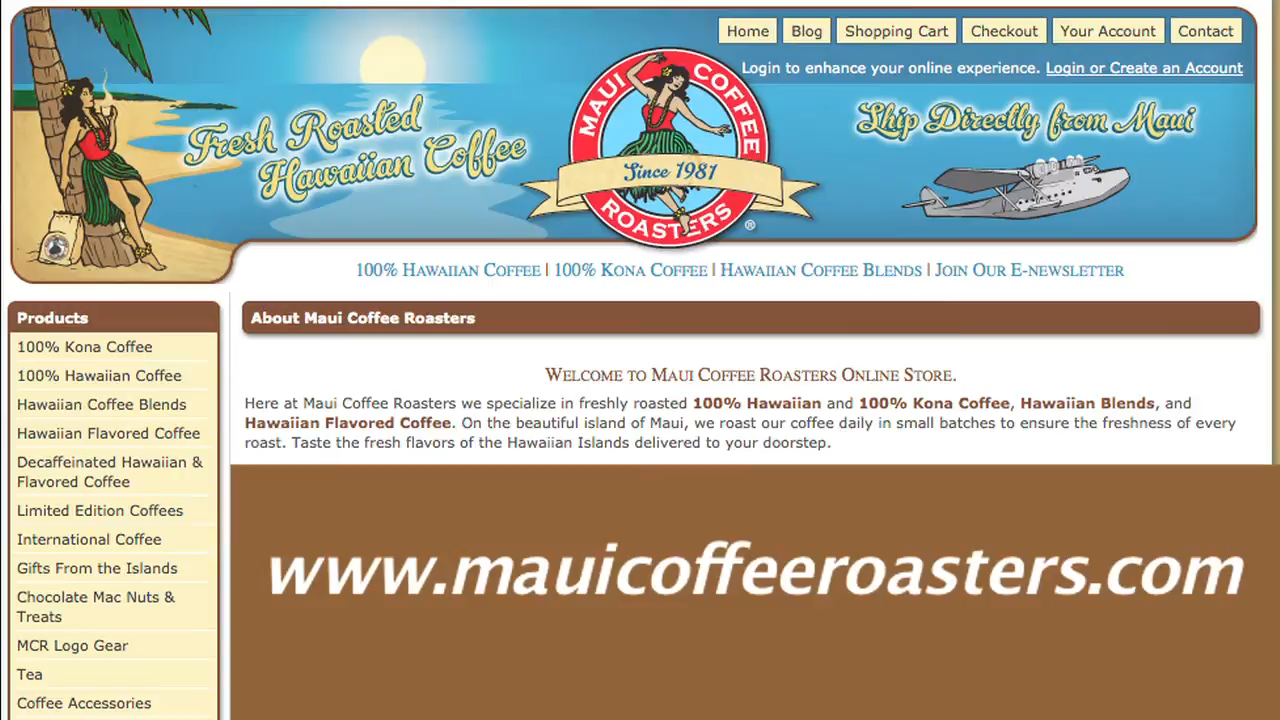 Home Blog Shopping Cart Checkout Your Account Contact
Login to enhance your online experience. Login or Create an Account
Fresh Roasted
Hawaiian Coffee
MAUI COFFEE
Since 1981
ROASTERS
®
Ship Directly from Maui
100% HAWAIIAN COFFEE | 100% KONA COFFEE | HAWAIIAN COFFEE BLENDS | JOIN OUR E-NEWSLETTER
Products
100% Kona Coffee
100% Hawaiian Coffee
Hawaiian Coffee Blends
Hawaiian Flavored Coffee
Decaffeinated Hawaiian &
Flavored Coffee
Limited Edition Coffees
International Coffee
Gifts From the Islands
Chocolate Mac Nuts &
Treats
MCR Logo Gear
Tea
Coffee Accessories
About Maui Coffee Roasters
WELCOME TO MAUI COFFEE ROASTERS ONLINE STORE.
Here at Maui Coffee Roasters we specialize in freshly roasted 100% Hawaiian and 100% Kona Coffee, Hawaiian Blends, and
Hawaiian Flavored Coffee. On the beautiful island of Maui, we roast our coffee daily in small batches to ensure the freshness of every
roast. Taste the fresh flavors of the Hawaiian Islands delivered to your doorstep.
www.mauicoffeeroasters.com